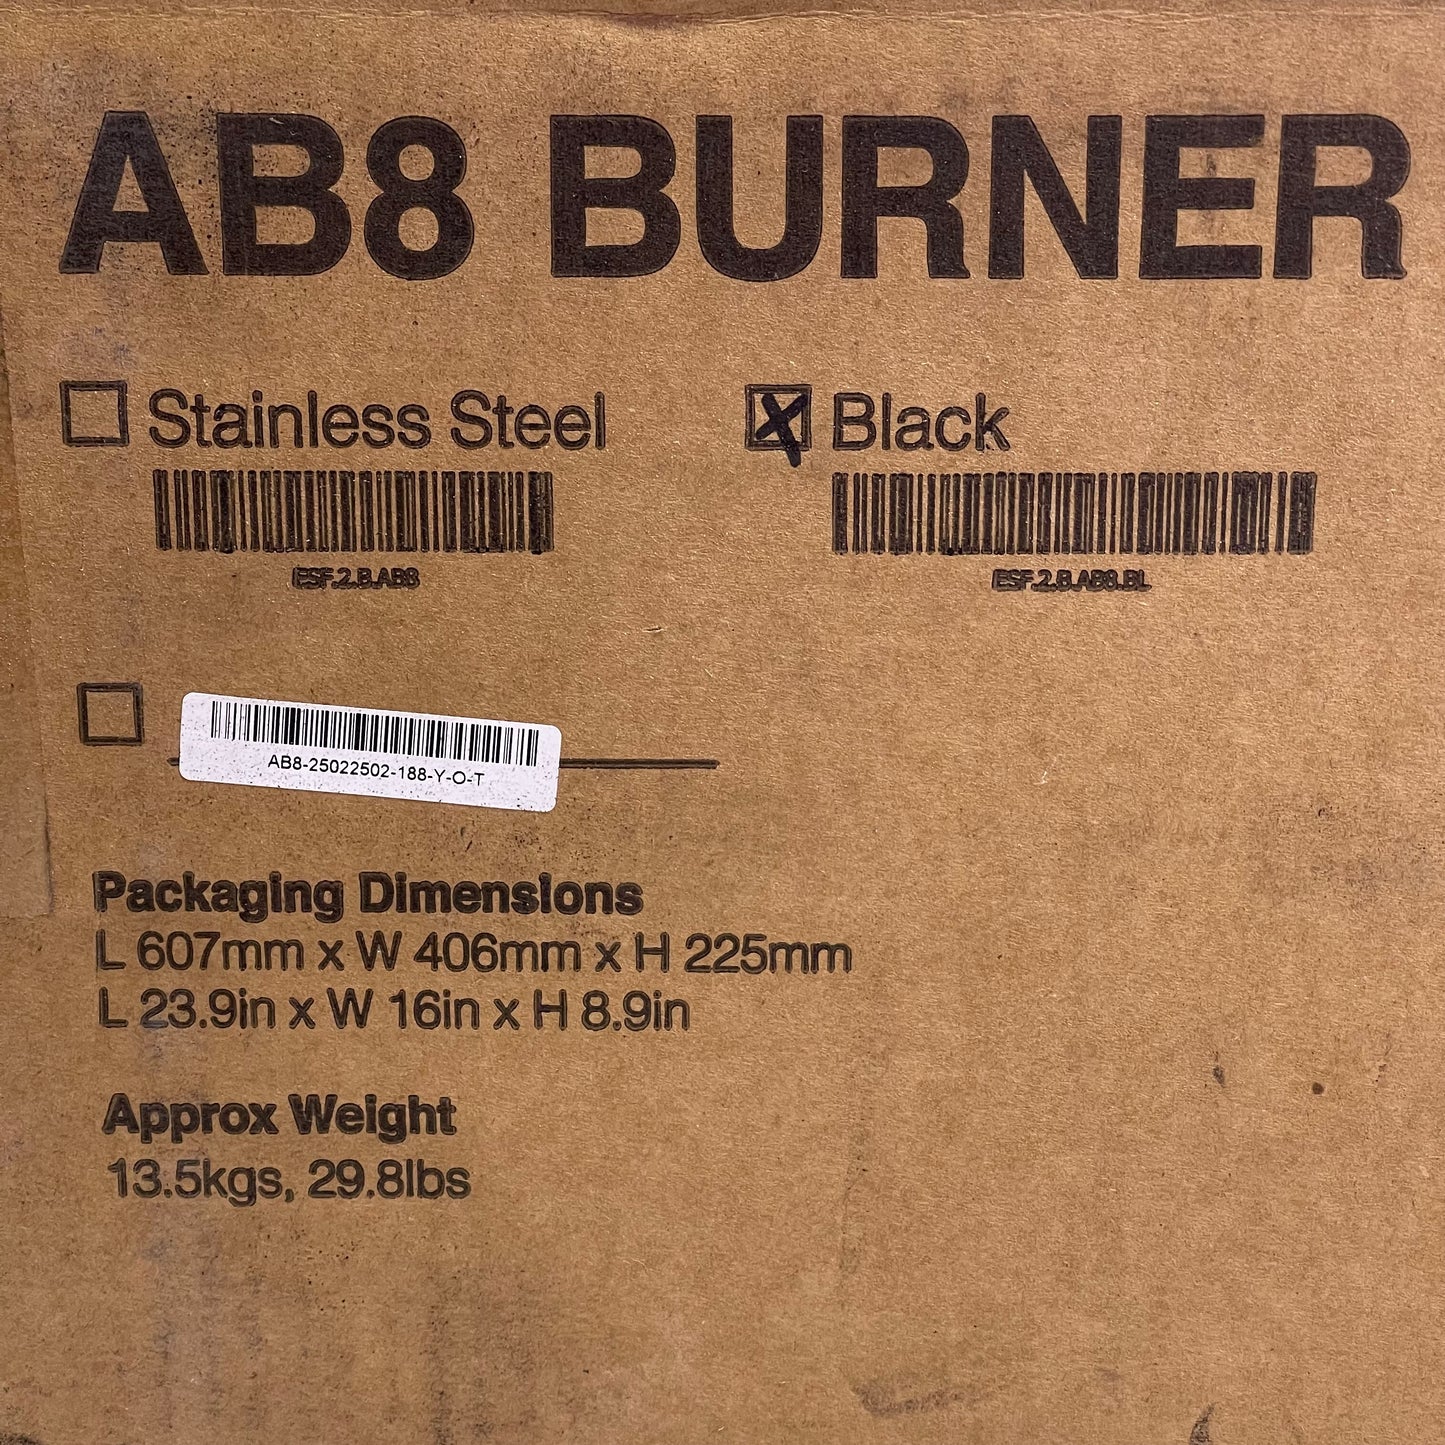 AB8 BURNER
Stainless Steel
Black
ESF.2.B.AB8
ESF.2.B.AB8.BL
AB8-25022502-188-Y-O-T
Packaging Dimensions
L 607mm x W 406mm x H 225mm
L 23.9in x W 16in x H 8.9in
Approx Weight
13.5kgs, 29.8lbs